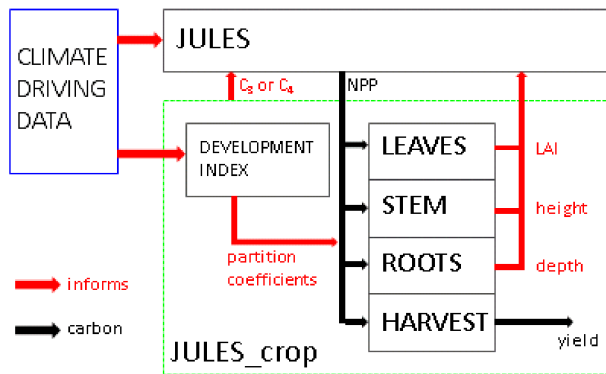 CLIMATE
DRIVING
DATA
JULES
C₃ or C₄
NPP
DEVELOPMENT
INDEX
LEAVES
LAI
STEM
height
partition
coefficients
ROOTS
depth
informs
carbon
HARVEST
yield
JULES_crop